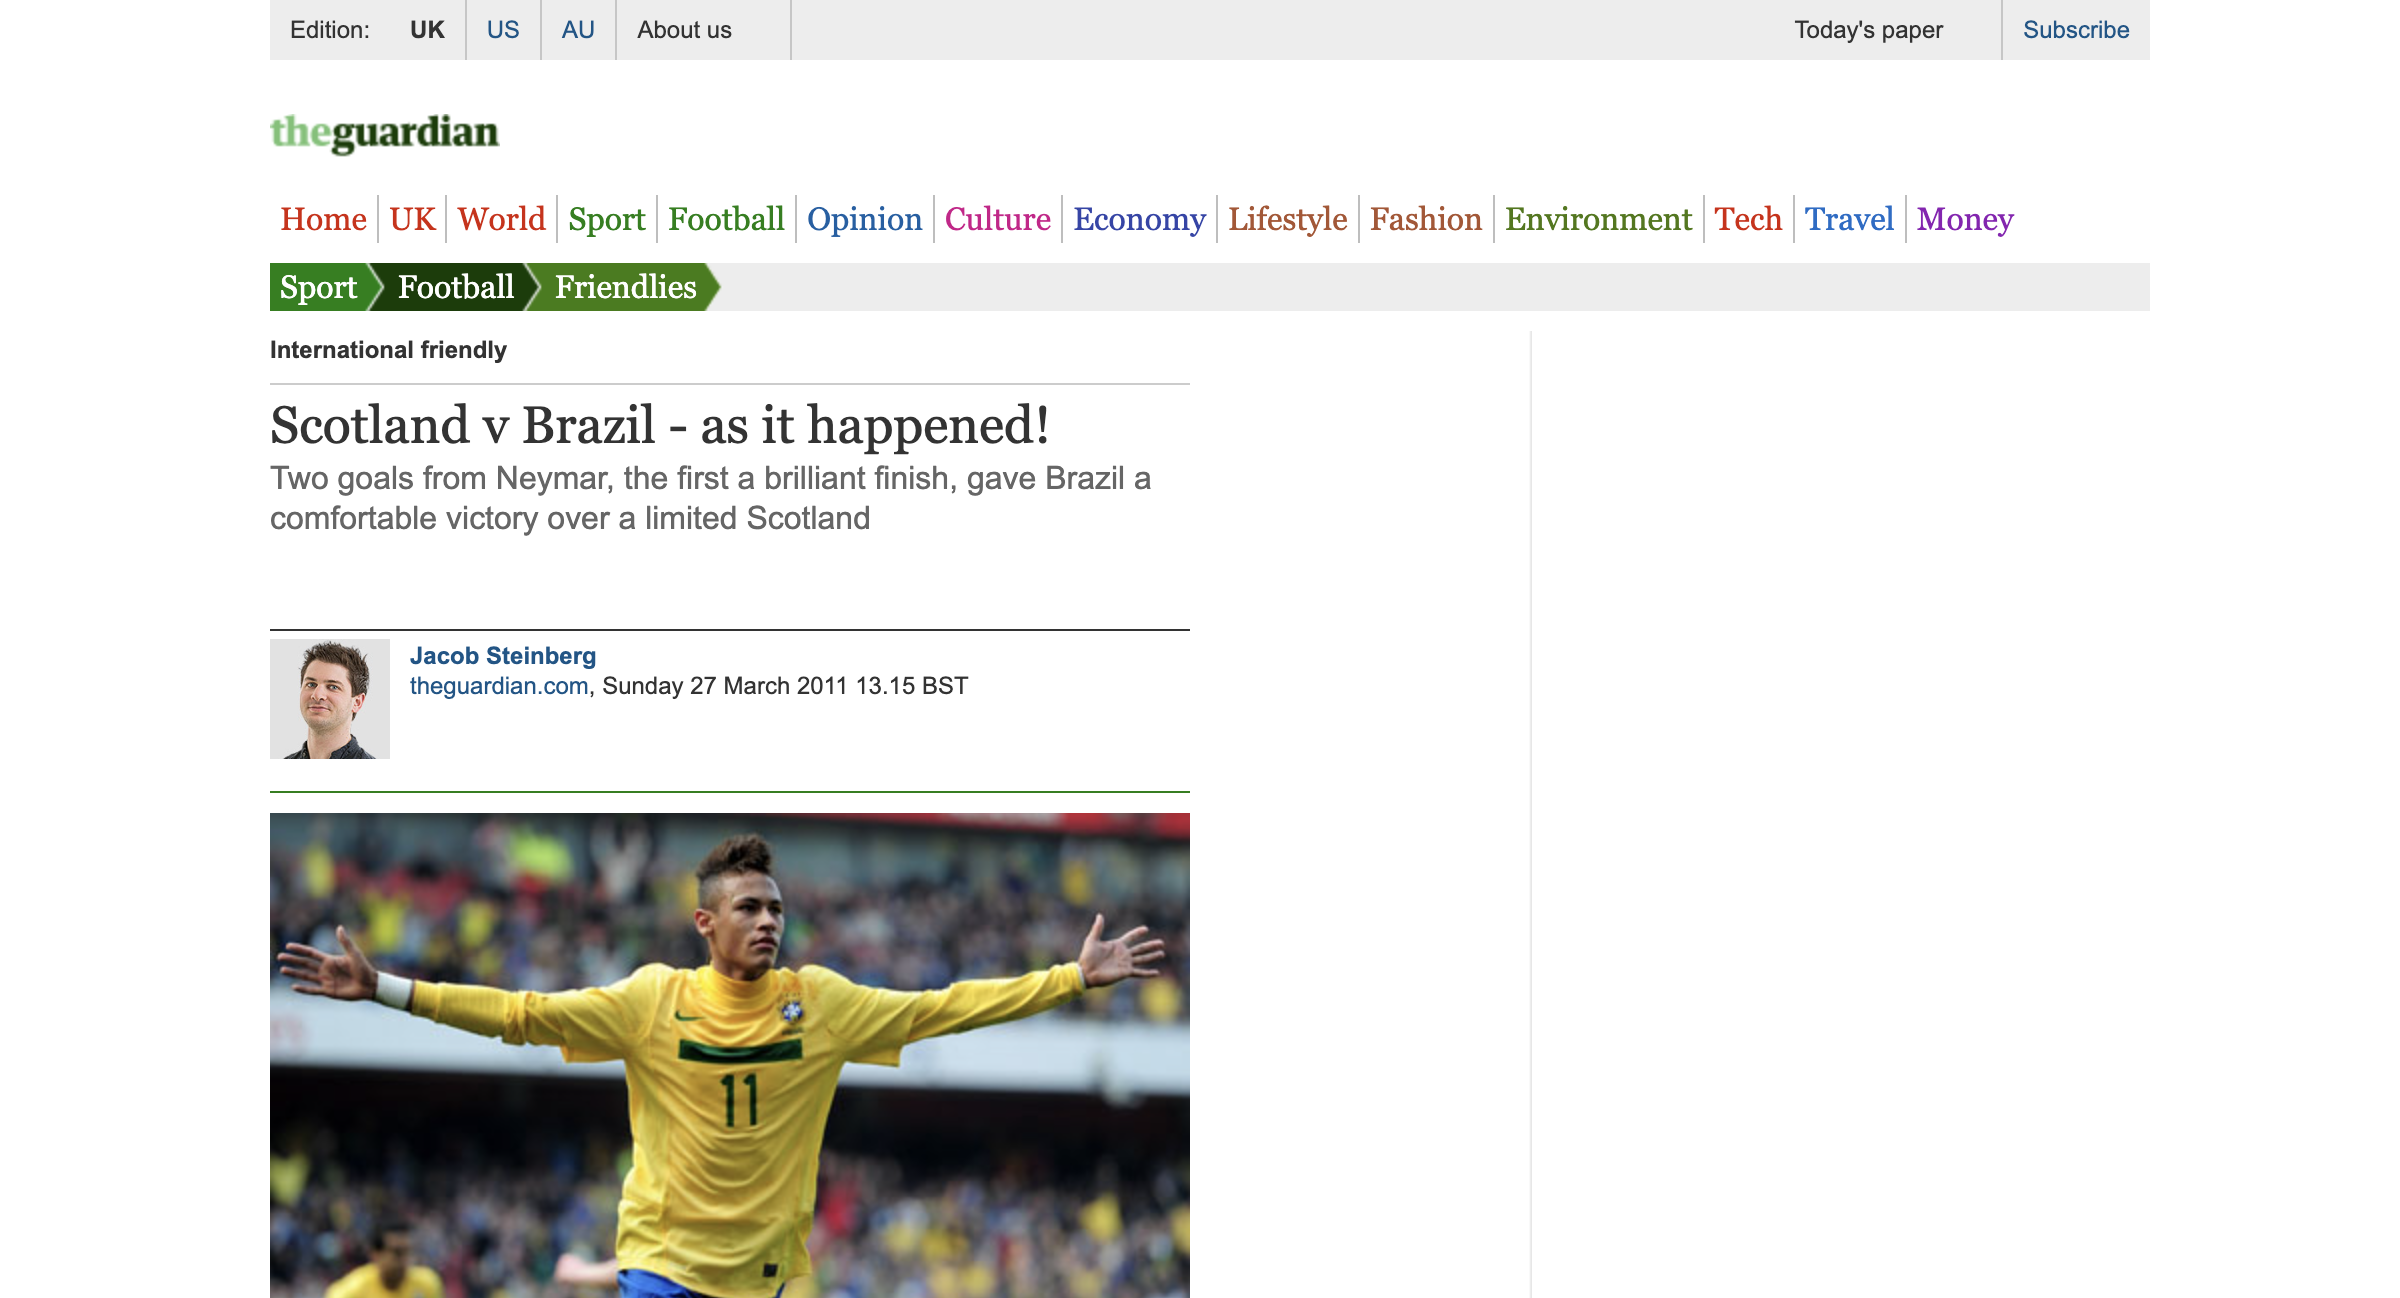 Edition: UK US AU About us Today's paper Subscribe
theguardian
Home UK World Sport Football Opinion Culture Economy Lifestyle Fashion Environment Tech Travel Money
Sport Football Friendlies
International friendly
Scotland v Brazil - as it happened!
Two goals from Neymar, the first a brilliant finish, gave Brazil a
comfortable victory over a limited Scotland
Jacob Steinberg
theguardian.com, Sunday 27 March 2011 13.15 BST
11